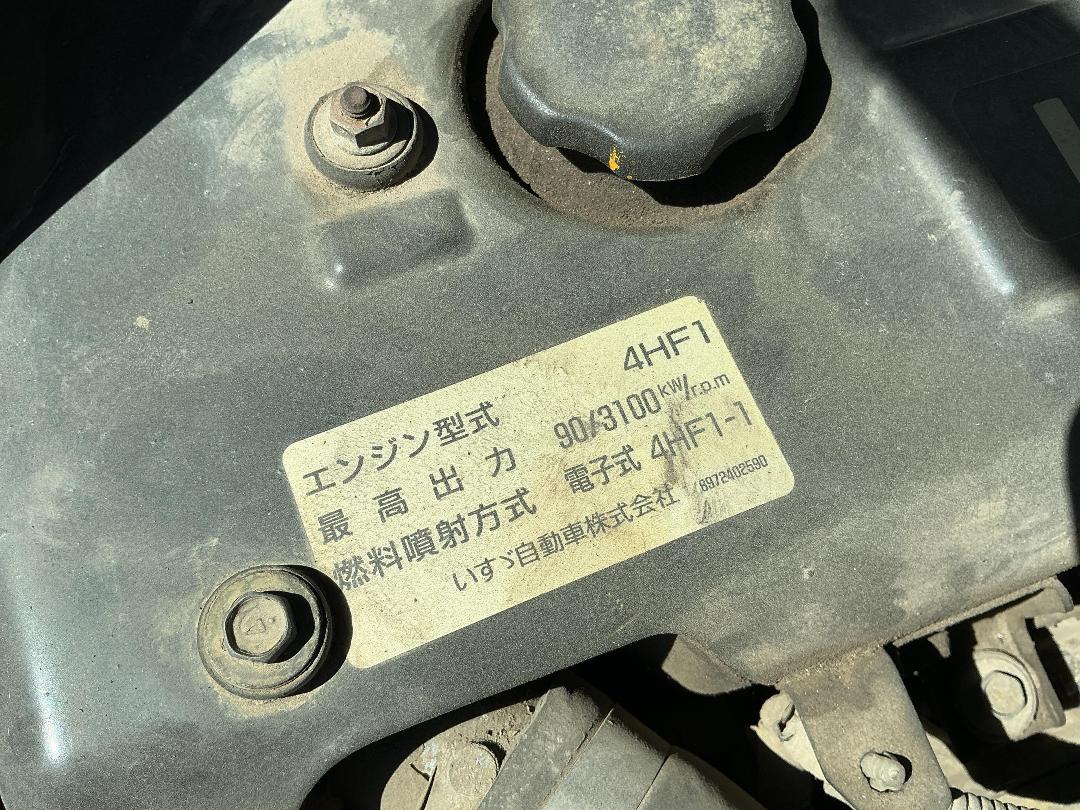 エンジン型式 4HF1
最高出力 90/3100kW/r.p.m
燃料噴射方式 電子式 4HF1-1
いすゞ自動車株式会社 8972402590
4